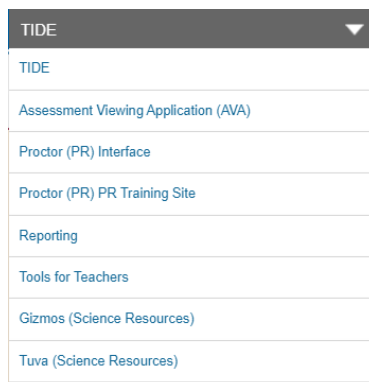 TIDE
TIDE
Assessment Viewing Application (AVA)
Proctor (PR) Interface
Proctor (PR) PR Training Site
Reporting
Tools for Teachers
Gizmos (Science Resources)
Tuva (Science Resources)